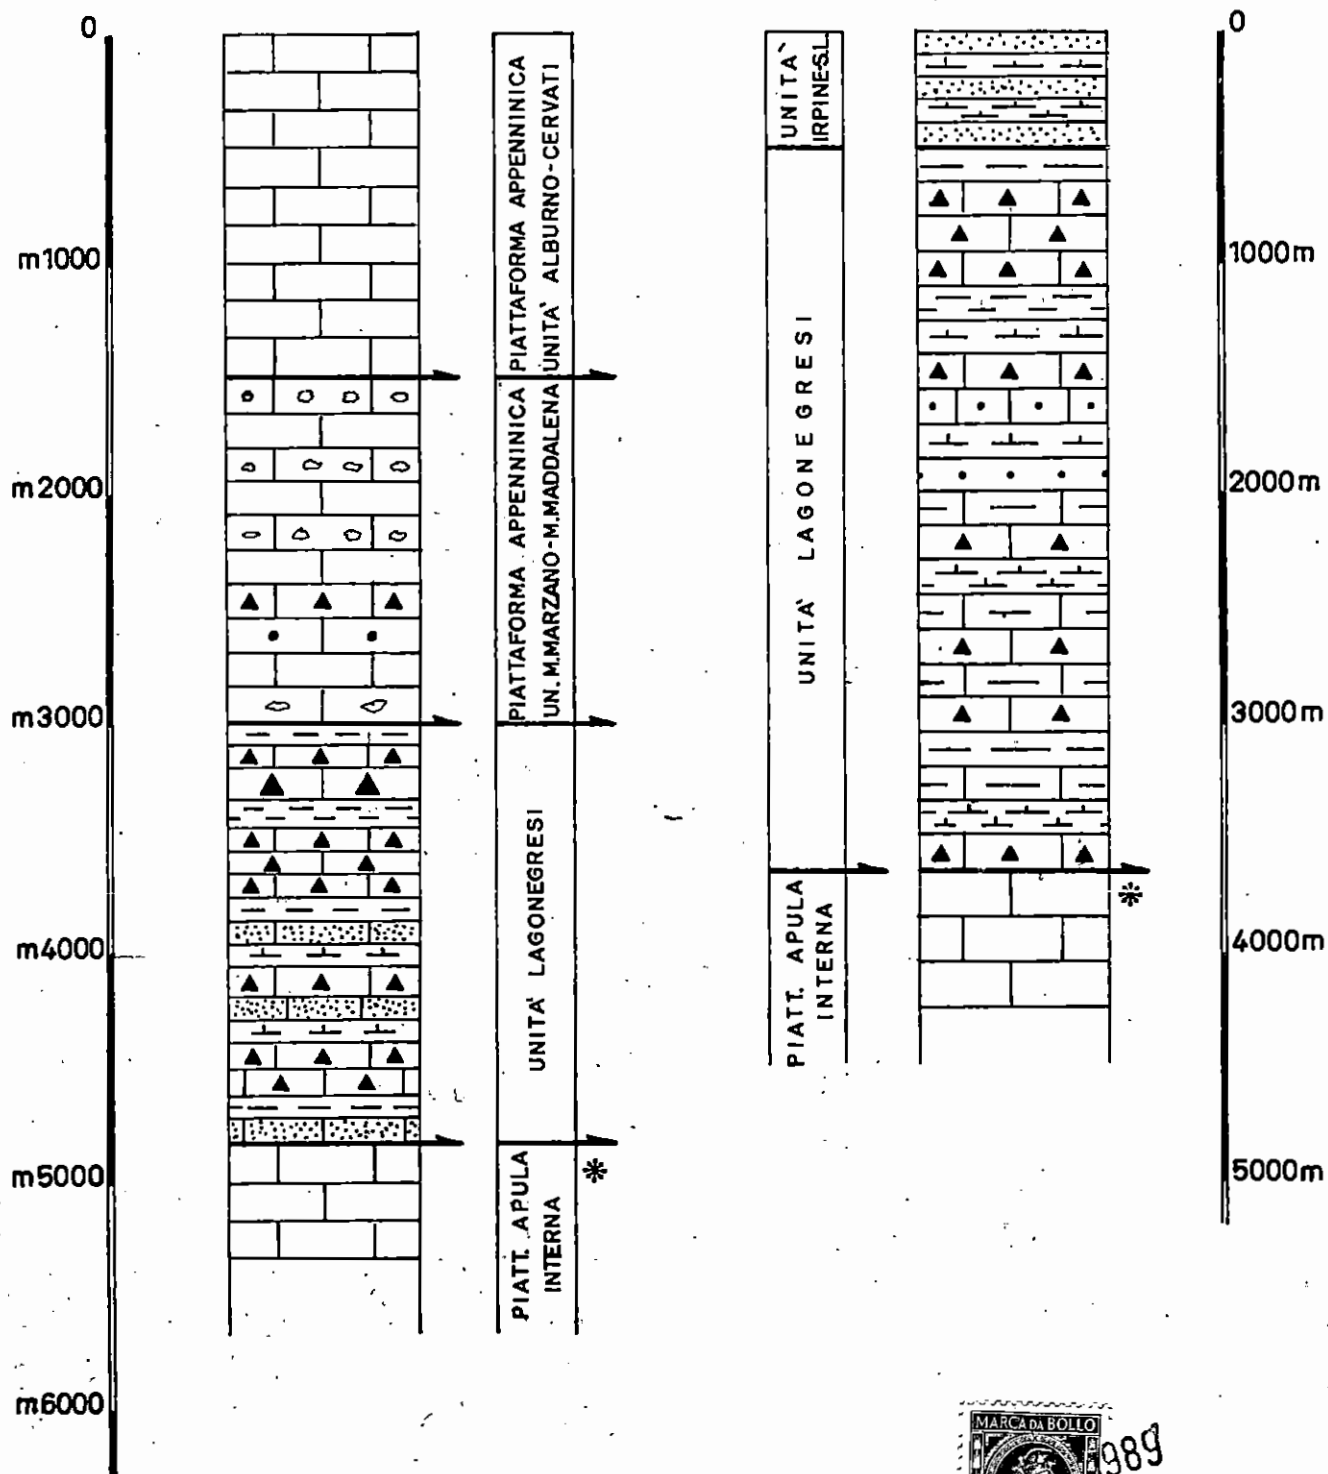 0
m1000
m2000
m3000
m4000
m5000
m6000
PIATTAFORMA APPENNINICA
UNITA' ALBURNO-CERVATI
PIATTAFORMA APPENNINICA
UN. M.MARZANO-M.MADDALENA
UNITA' LAGONEGRESI
PIATT. APULA
INTERNA
*
UNITA'
IRPINE S.L.
UNITA' LAGONEGRESI
PIATT. APULA
INTERNA
*
0
1000m
2000m
3000m
4000m
5000m
MARCA DA BOLLO
989